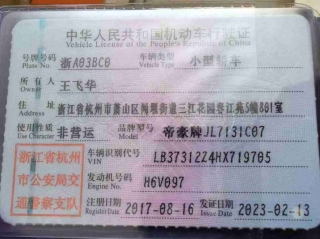 中华人民共和国机动车行驶证
Vehicle License of the People's Republic of China
号牌号码 浙A03BC0 车辆类型 小型轿车
Plate No. Vehicle Type
所有人 王飞华
Owner
住址 浙江省杭州市萧山区闻堰街道三江花园春江苑5幢801室
Address
使用性质 非营运 品牌型号 帝豪牌JL7131C07
Use Character Model
浙江省杭州
市公安局交
通警察支队
车辆识别代号 LB37312Z4HX719705
VIN
发动机号码 H6V097
Engine No.
注册日期 2017-08-16 发证日期 2023-02-13
Register Date Issue Date